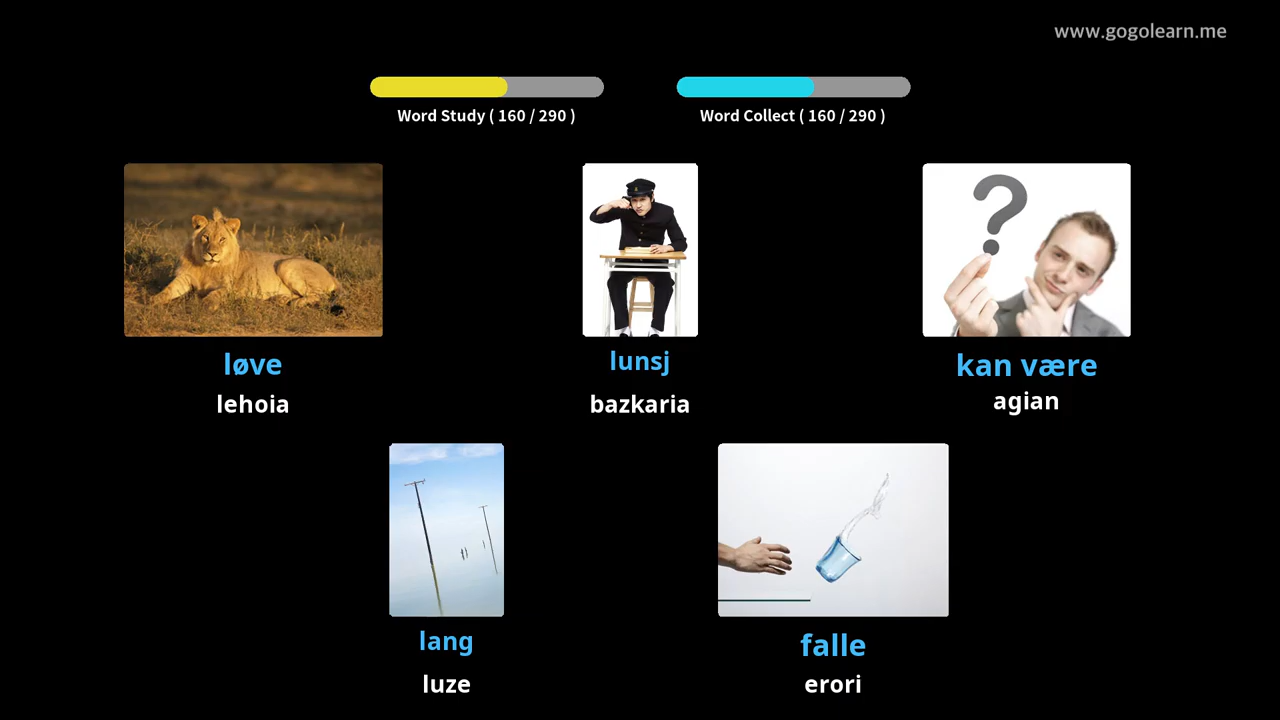 www.gogolearn.me
Word Study ( 160 / 290 )
Word Collect ( 160 / 290 )
løve
lehoia
lunsj
bazkaria
kan være
agian
lang
luze
falle
erori